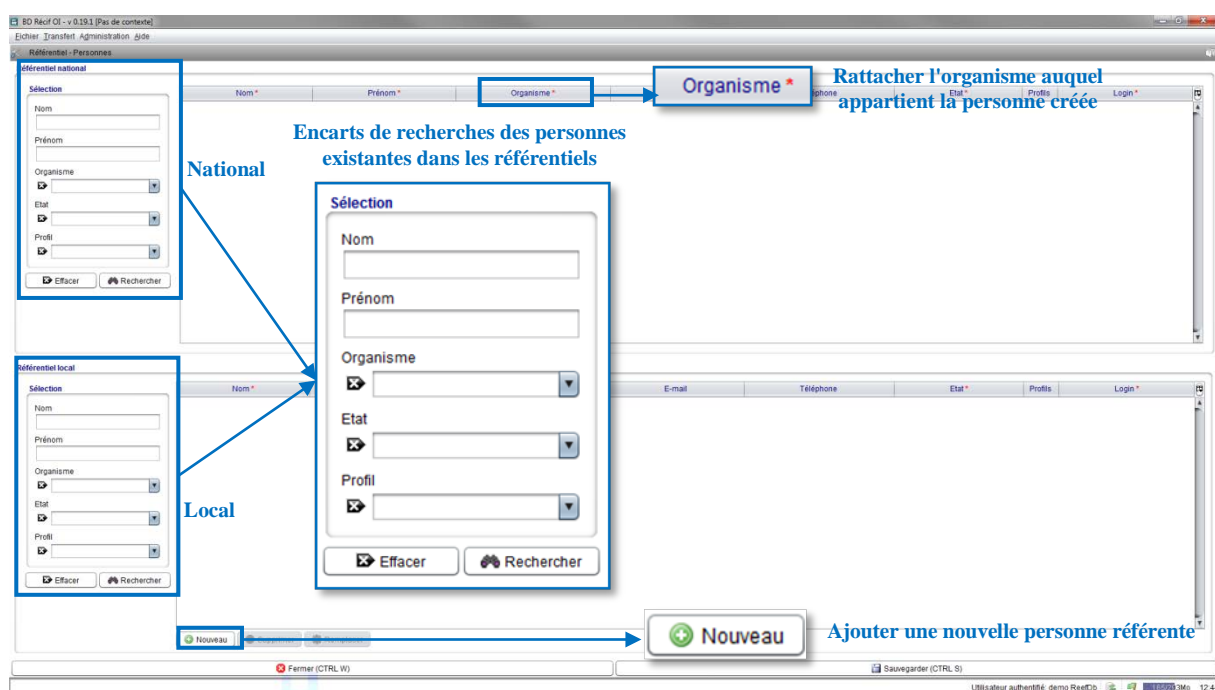 BD Récif OI - v 0.19.1 [Pas de contexte]
Fichier Transfert Administration Aide
Référentiel - Personnes
Référentiel national
Sélection
Nom
Prénom
Organisme
Etat
Profil
Effacer Rechercher
Nom * Prénom * Organisme * Etat * Profils Login *
Organisme *
Rattacher l'organisme auquel
appartient la personne créée
Encarts de recherches des personnes
existantes dans les référentiels
National
Sélection
Nom
Prénom
Organisme
Etat
Profil
Effacer Rechercher
Référentiel local
Sélection
Nom
Prénom
Organisme
Etat
Profil
Effacer Rechercher
Local
Nom * E-mail Téléphone Etat * Profils Login *
Nouveau
Nouveau
Ajouter une nouvelle personne référente
Fermer (CTRL W) Sauvegarder (CTRL S)
Utilisateur authentifié: demo ReefDb